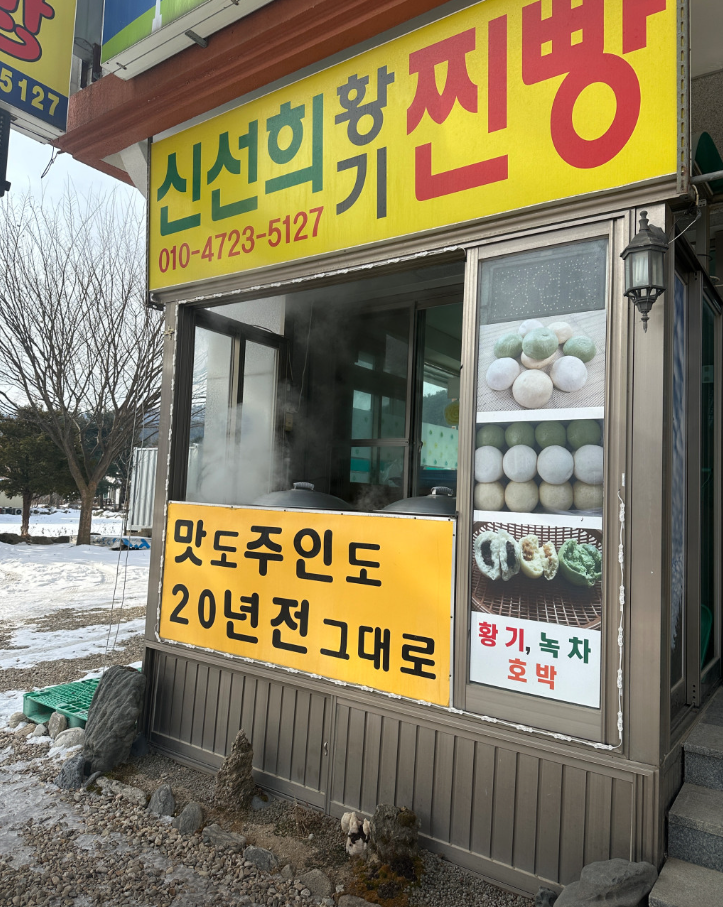 5127
신선희 황기 찐빵
010-4723-5127
맛도 주인도
20년전 그대로
황기, 녹차
호박